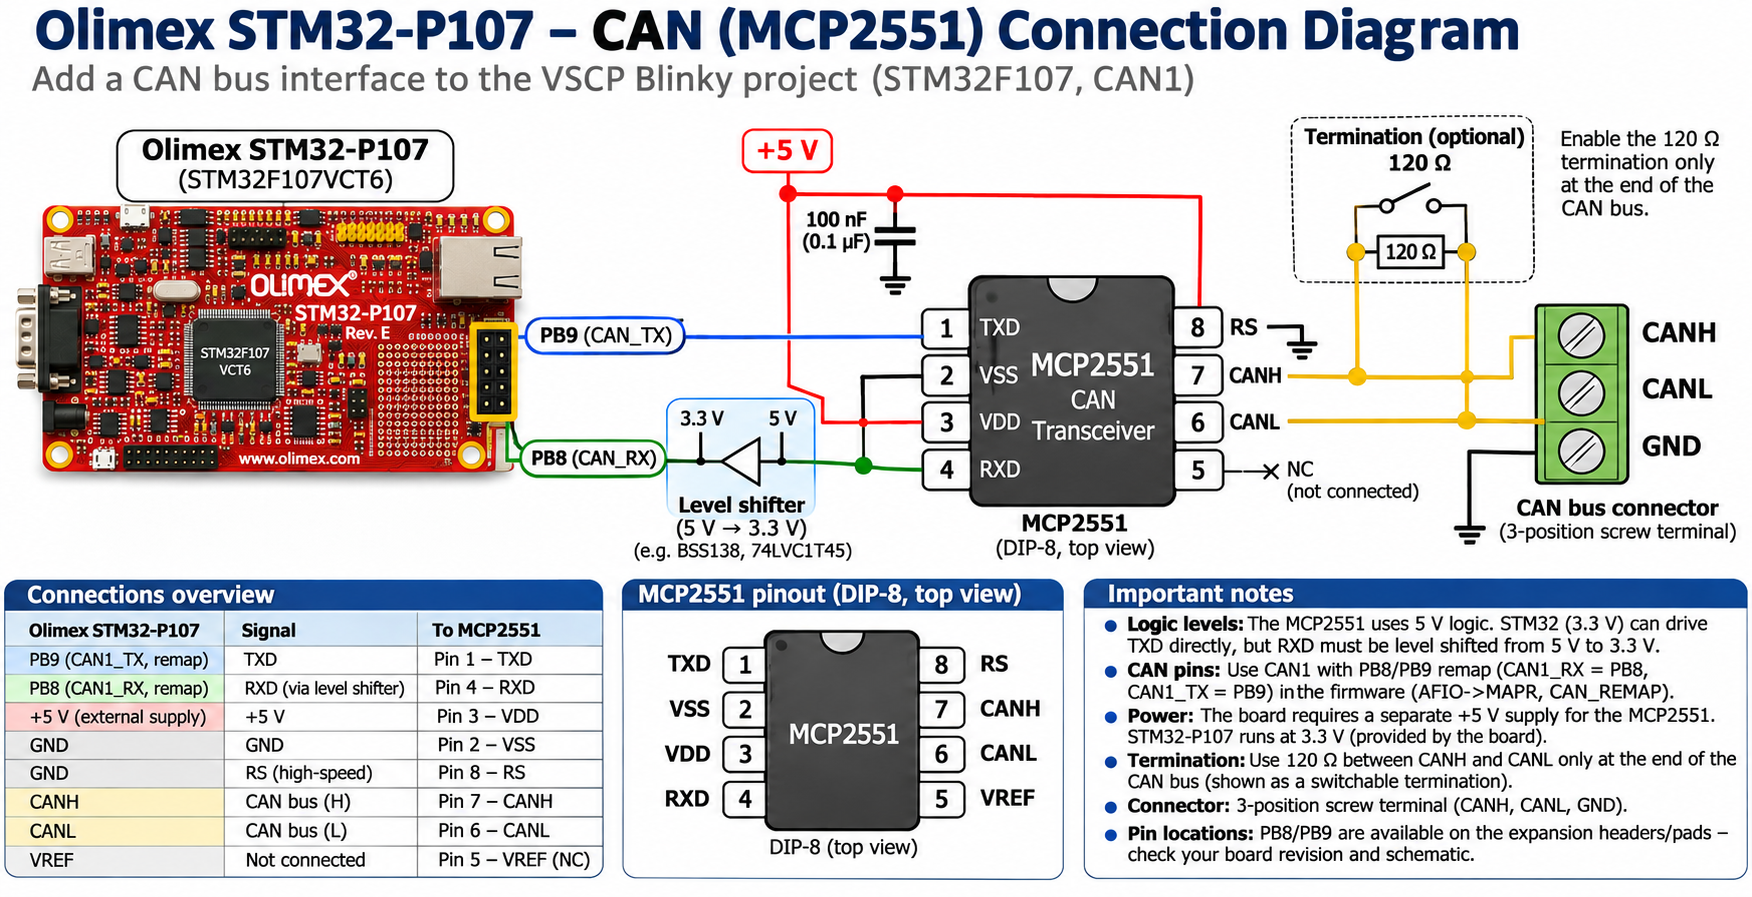 Olimex STM32-P107 – CAN (MCP2551) Connection Diagram
Add a CAN bus interface to the VSCP Blinky project (STM32F107, CAN1)
Olimex STM32-P107
(STM32F107VCT6)
OLIMEX®
STM32-P107
Rev. E
STM32F107
VCT6
www.olimex.com
PB9 (CAN_TX)
PB8 (CAN_RX)
3.3 V
5 V
Level shifter
(5 V → 3.3 V)
(e.g. BSS138, 74LVC1T45)
+5 V
100 nF
(0.1 µF)
1 TXD
2 VSS
3 VDD
4 RXD
MCP2551
CAN
Transceiver
8 RS
7 CANH
6 CANL
5 NC
(not connected)
MCP2551
(DIP-8, top view)
Termination (optional)
120 Ω
120 Ω
Enable the 120 Ω
termination only
at the end of the
CAN bus.
CANH
CANL
GND
CAN bus connector
(3-position screw terminal)
Connections overview
Olimex STM32-P107 Signal To MCP2551
PB9 (CAN1_TX, remap) TXD Pin 1 – TXD
PB8 (CAN1_RX, remap) RXD (via level shifter) Pin 4 – RXD
+5 V (external supply) +5 V Pin 3 – VDD
GND GND Pin 2 – VSS
GND RS (high-speed) Pin 8 – RS
CANH CAN bus (H) Pin 7 – CANH
CANL CAN bus (L) Pin 6 – CANL
VREF Not connected Pin 5 – VREF (NC)
MCP2551 pinout (DIP-8, top view)
TXD 1 8 RS
VSS 2 7 CANH
MCP2551
VDD 3 6 CANL
RXD 4 5 VREF
DIP-8 (top view)
Important notes
● Logic levels: The MCP2551 uses 5 V logic. STM32 (3.3 V) can drive
TXD directly, but RXD must be level shifted from 5 V to 3.3 V.
● CAN pins: Use CAN1 with PB8/PB9 remap (CAN1_RX = PB8,
CAN1_TX = PB9) in the firmware (AFIO->MAPR, CAN_REMAP).
● Power: The board requires a separate +5 V supply for the MCP2551.
STM32-P107 runs at 3.3 V (provided by the board).
● Termination: Use 120 Ω between CANH and CANL only at the end of the
CAN bus (shown as a switchable termination).
● Connector: 3-position screw terminal (CANH, CANL, GND).
● Pin locations: PB8/PB9 are available on the expansion headers/pads –
check your board revision and schematic.